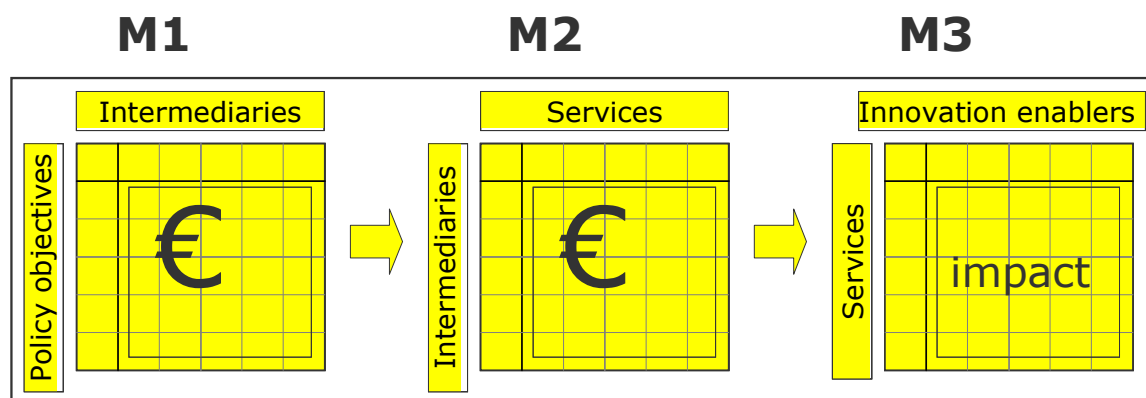 M1 M2 M3
Intermediaries Services Innovation enablers
Policy objectives
€
Intermediaries
€
Services
impact